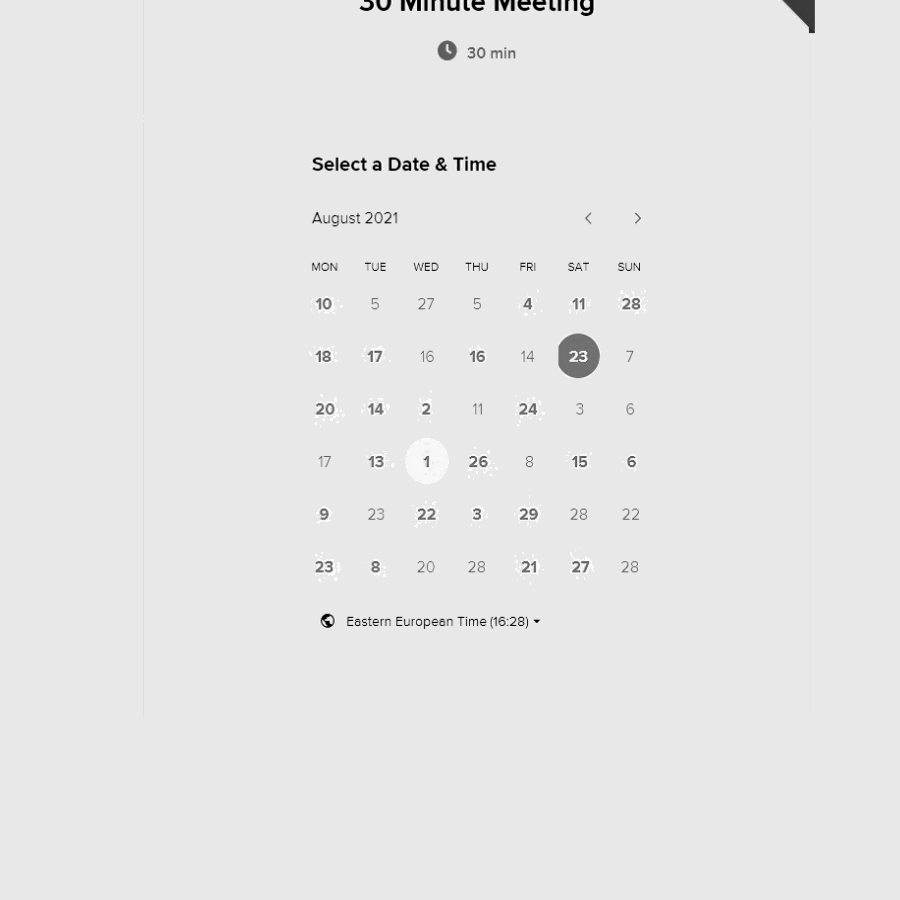 30 Minute Meeting
30 min
Select a Date & Time
August 2021
MON TUE WED THU FRI SAT SUN
10 5 27 5 4 11 28
18 17 16 16 14 23 7
20 14 2 11 24 3 6
17 13 1 26 8 15 6
9 23 22 3 29 28 22
23 8 20 28 21 27 28
Eastern European Time (16:28)